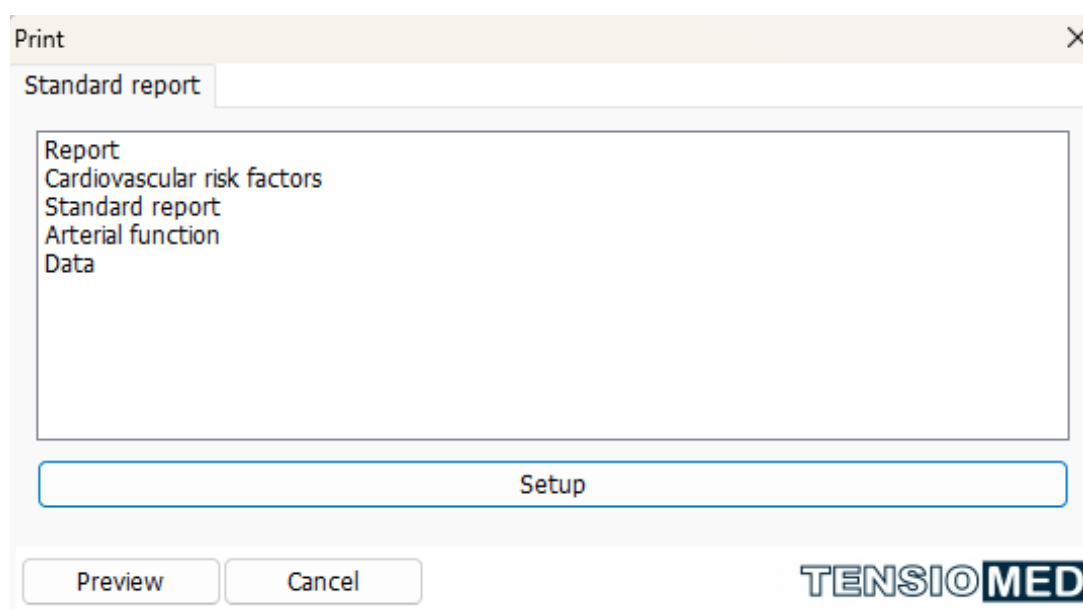 Print
Standard report
Report
Cardiovascular risk factors
Standard report
Arterial function
Data
Setup
Preview Cancel TENSIOMED